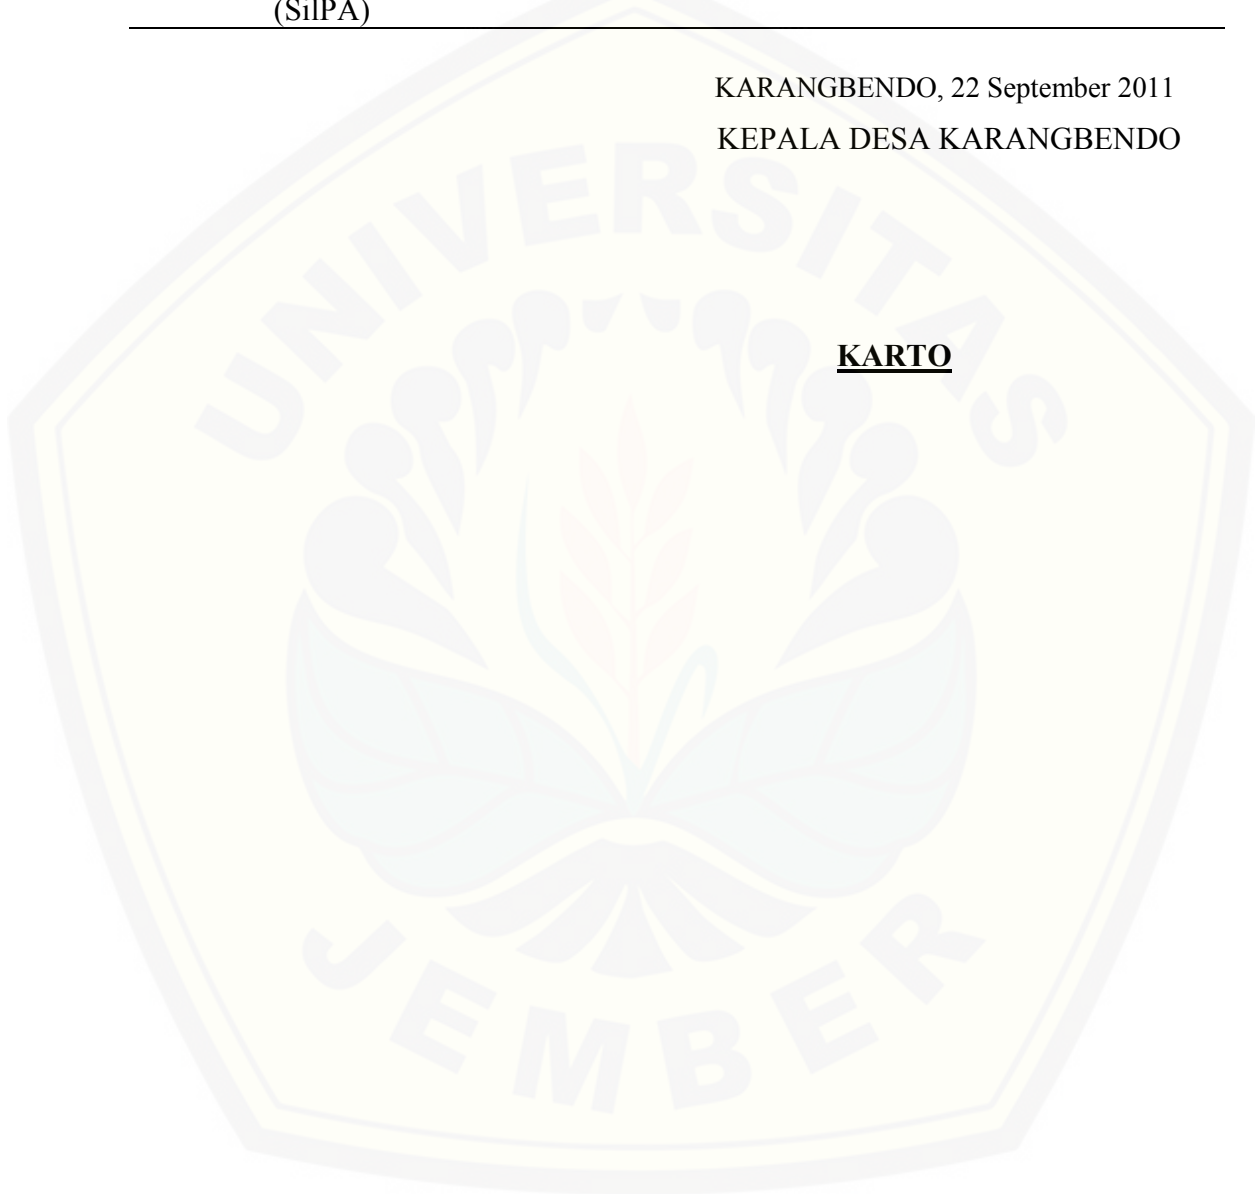 (SilPA)
KARANGBENDO, 22 September 2011
KEPALA DESA KARANGBENDO
UNIVERSITAS
KARTO
JEMBER